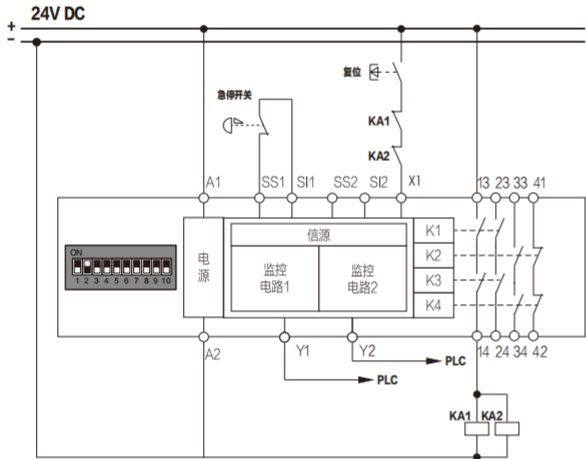 24V DC
+
−
复位
急停开关
KA1
KA2
A1
SS1
SI1
SS2
SI2
X1
13
23
33
41
ON
1 2 3 4 5 6 7 8 9 10
电源
信源
监控
电路1
监控
电路2
K1
K2
K3
K4
A2
Y1
Y2
14
24
34
42
PLC
PLC
KA1
KA2